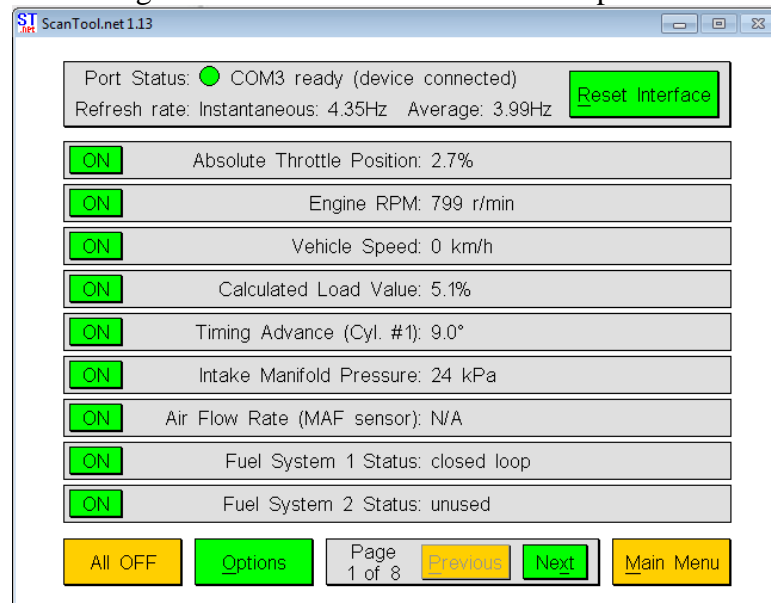 ST
.net
ScanTool.net 1.13
Port Status: COM3 ready (device connected)
Refresh rate: Instantaneous: 4.35Hz Average: 3.99Hz
Reset Interface
ON Absolute Throttle Position: 2.7%
ON Engine RPM: 799 r/min
ON Vehicle Speed: 0 km/h
ON Calculated Load Value: 5.1%
ON Timing Advance (Cyl. #1): 9.0°
ON Intake Manifold Pressure: 24 kPa
ON Air Flow Rate (MAF sensor): N/A
ON Fuel System 1 Status: closed loop
ON Fuel System 2 Status: unused
All OFF
Options
Page
1 of 8
Previous
Next
Main Menu